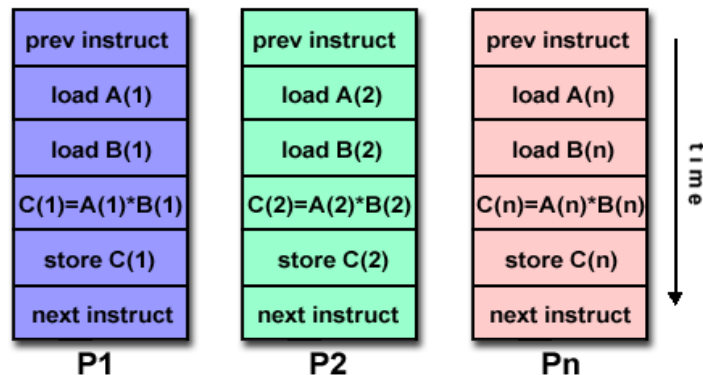 prev instruct
load A(1)
load B(1)
C(1)=A(1)*B(1)
store C(1)
next instruct
P1
prev instruct
load A(2)
load B(2)
C(2)=A(2)*B(2)
store C(2)
next instruct
P2
prev instruct
load A(n)
load B(n)
C(n)=A(n)*B(n)
store C(n)
next instruct
Pn
time